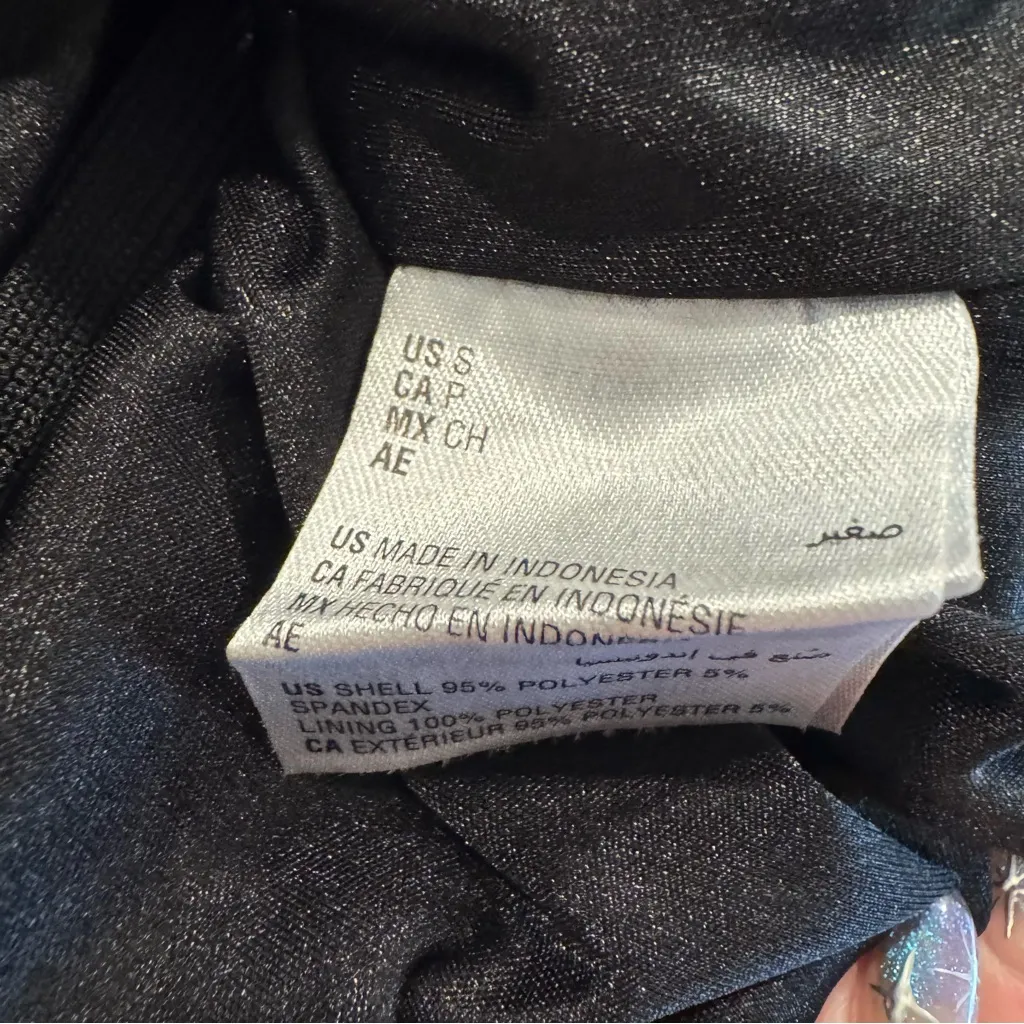 US S
CA P
MX CH
AE
صغير
US MADE IN INDONESIA
CA FABRIQUÉ EN INDONÉSIE
MX HECHO EN
AE
صنع في اندونيسيا
US SHELL 95% POLYESTER 5%
SPANDEX
LINING 100% POLYESTER
CA EXTÉRIEUR 95% POLYESTER 5%